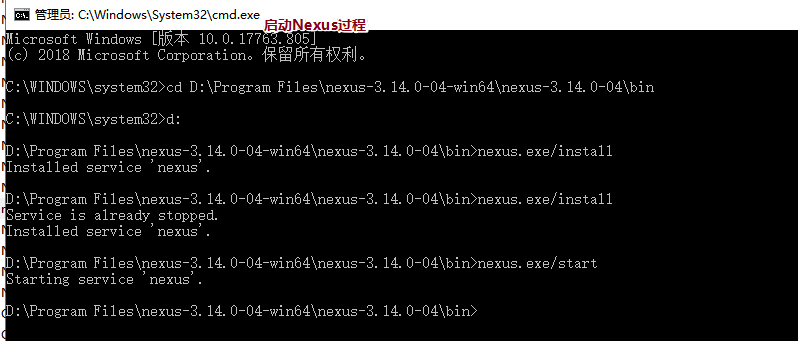 管理员: C:\Windows\System32\cmd.exe
启动Nexus过程
Microsoft Windows [版本 10.0.17763.805]
(c) 2018 Microsoft Corporation。保留所有权利。
C:\WINDOWS\system32>cd D:\Program Files\nexus-3.14.0-04-win64\nexus-3.14.0-04\bin
C:\WINDOWS\system32>d:
D:\Program Files\nexus-3.14.0-04-win64\nexus-3.14.0-04\bin>nexus.exe/install
Installed service 'nexus'.
D:\Program Files\nexus-3.14.0-04-win64\nexus-3.14.0-04\bin>nexus.exe/install
Service is already stopped.
Installed service 'nexus'.
D:\Program Files\nexus-3.14.0-04-win64\nexus-3.14.0-04\bin>nexus.exe/start
Starting service 'nexus'.
D:\Program Files\nexus-3.14.0-04-win64\nexus-3.14.0-04\bin>